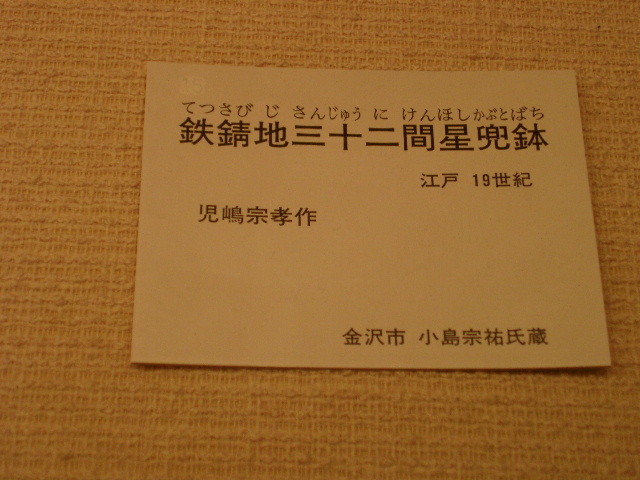 てつさび じ さんじゅう に けんほしかぶとばち
鉄錆地三十二間星兜鉢
江戸 19世紀
児嶋宗孝作
金沢市 小島宗祐氏蔵